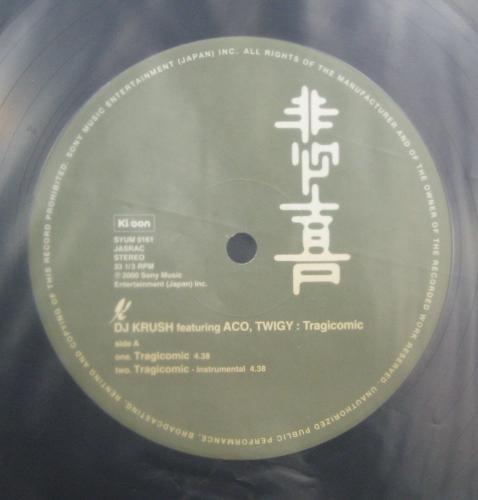 SONY MUSIC ENTERTAINMENT (JAPAN) INC. ALL RIGHTS OF THE MANUFACTURER AND OF THE OWNER OF THE RECORDED WORK RESERVED. UNAUTHORIZED PUBLIC PERFORMANCE, BROADCASTING, RENTING AND COPYING OF THIS RECORD PROHIBITED.
Ki oon
SYUM 0161
JASRAC
STEREO
33 1/3 RPM
℗ 2000 Sony Music
Entertainment (Japan) Inc.
DJ KRUSH featuring ACO, TWIGY : Tragicomic
side A
one. Tragicomic 4.38
two. Tragicomic - instrumental 4.38